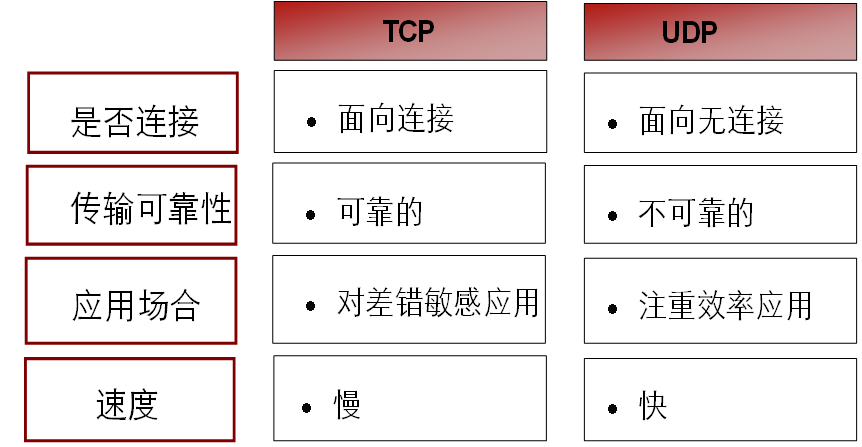 TCP
UDP
是否连接
• 面向连接
• 面向无连接
传输可靠性
• 可靠的
• 不可靠的
应用场合
• 对差错敏感应用
• 注重效率应用
速度
• 慢
• 快